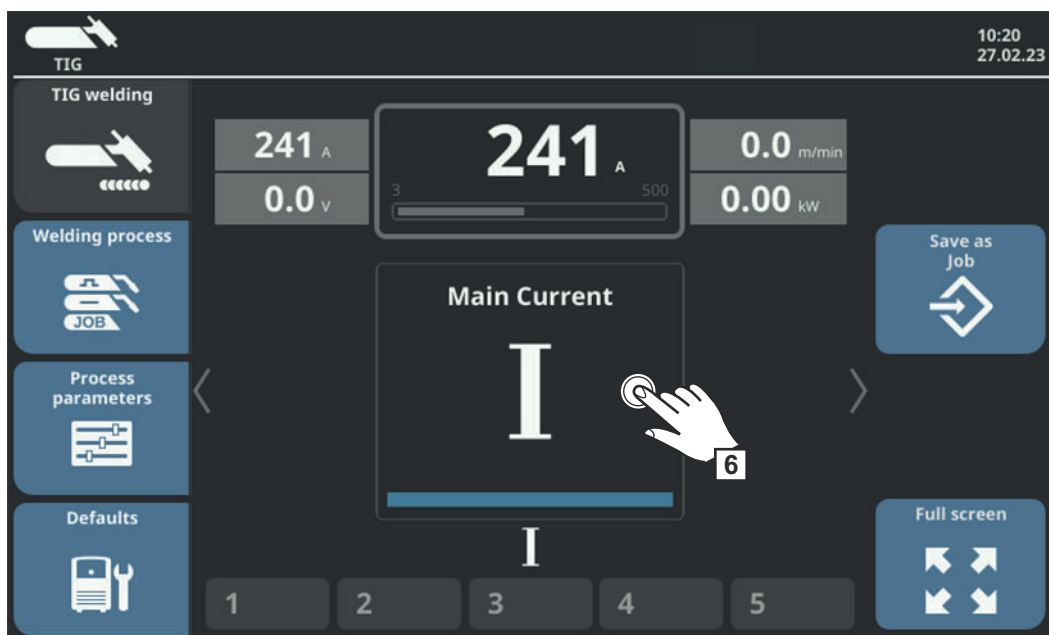 TIG
10:20
27.02.23
TIG welding
241 A
0.0 V
241 A
3 500
0.0 m/min
0.00 kW
Welding process
JOB
Process
parameters
Defaults
Main Current
I
6
I
1 2 3 4 5
Save as
Job
Full screen